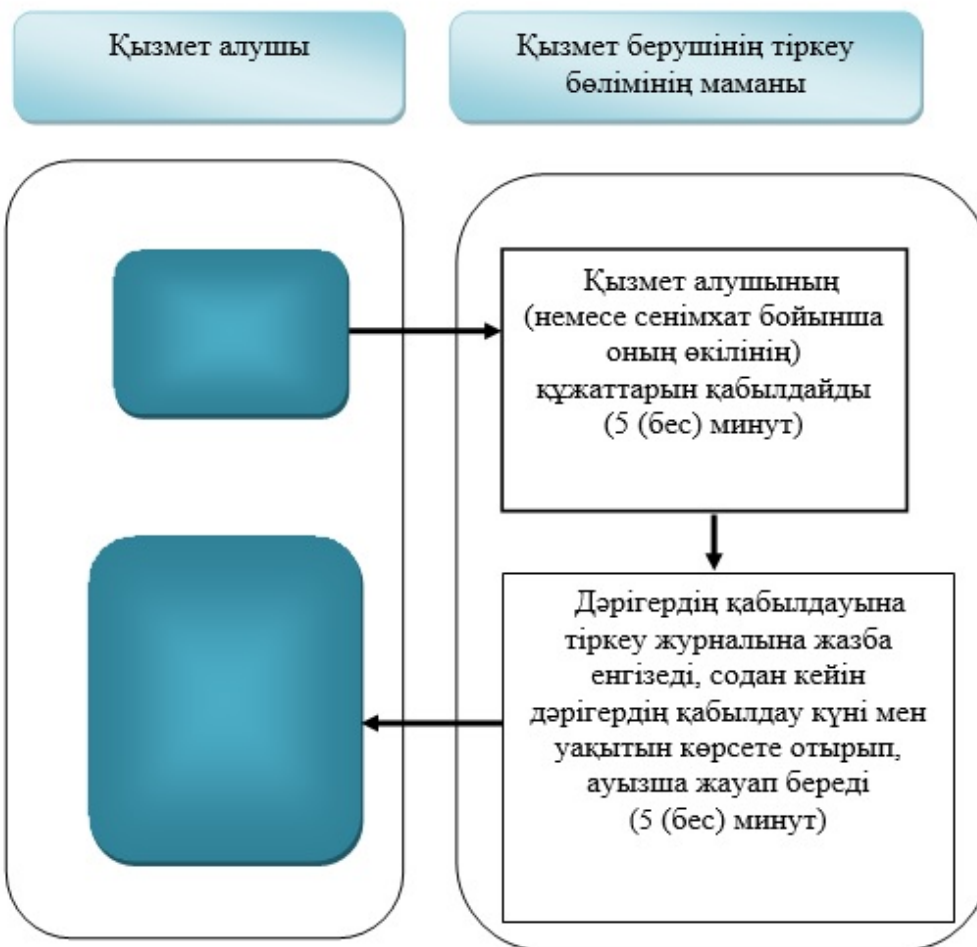 Қызмет алушы
Қызмет берушінің тіркеу
бөлімінің маманы
Қызмет алушының
(немесе сенімхат бойынша
оның өкілінің)
құжаттарын қабылдайды
(5 (бес) минут)
Дәрігердің қабылдауына
тіркеу журналына жазба
енгізеді, содан кейін
дәрігердің қабылдау күні мен
уақытын көрсете отырып,
ауызша жауап береді
(5 (бес) минут)